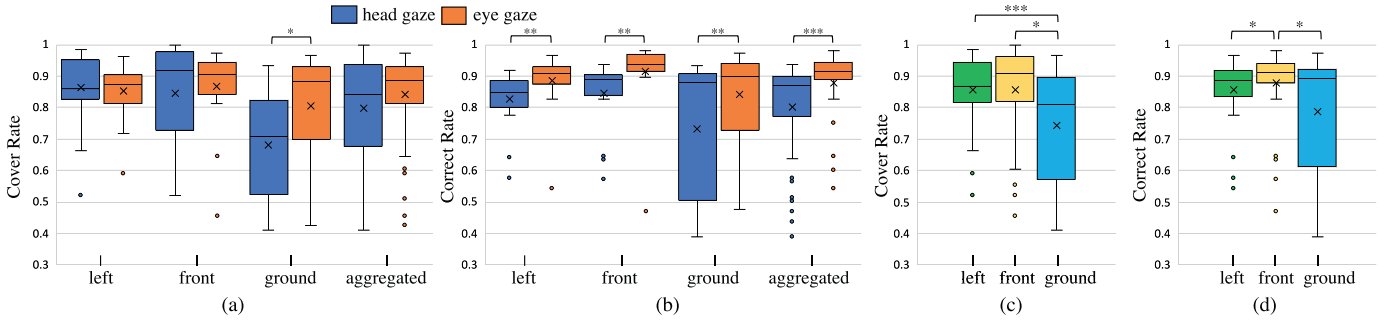 head gaze eye gaze
* ** ** ** *** *** * * *
Cover Rate
1
0.9
0.8
0.7
0.6
0.5
0.4
0.3
left front ground aggregated
(a)
Correct Rate
1
0.9
0.8
0.7
0.6
0.5
0.4
0.3
left front ground aggregated
(b)
Cover Rate
1
0.9
0.8
0.7
0.6
0.5
0.4
0.3
left front ground
(c)
Correct Rate
1
0.9
0.8
0.7
0.6
0.5
0.4
0.3
left front ground
(d)